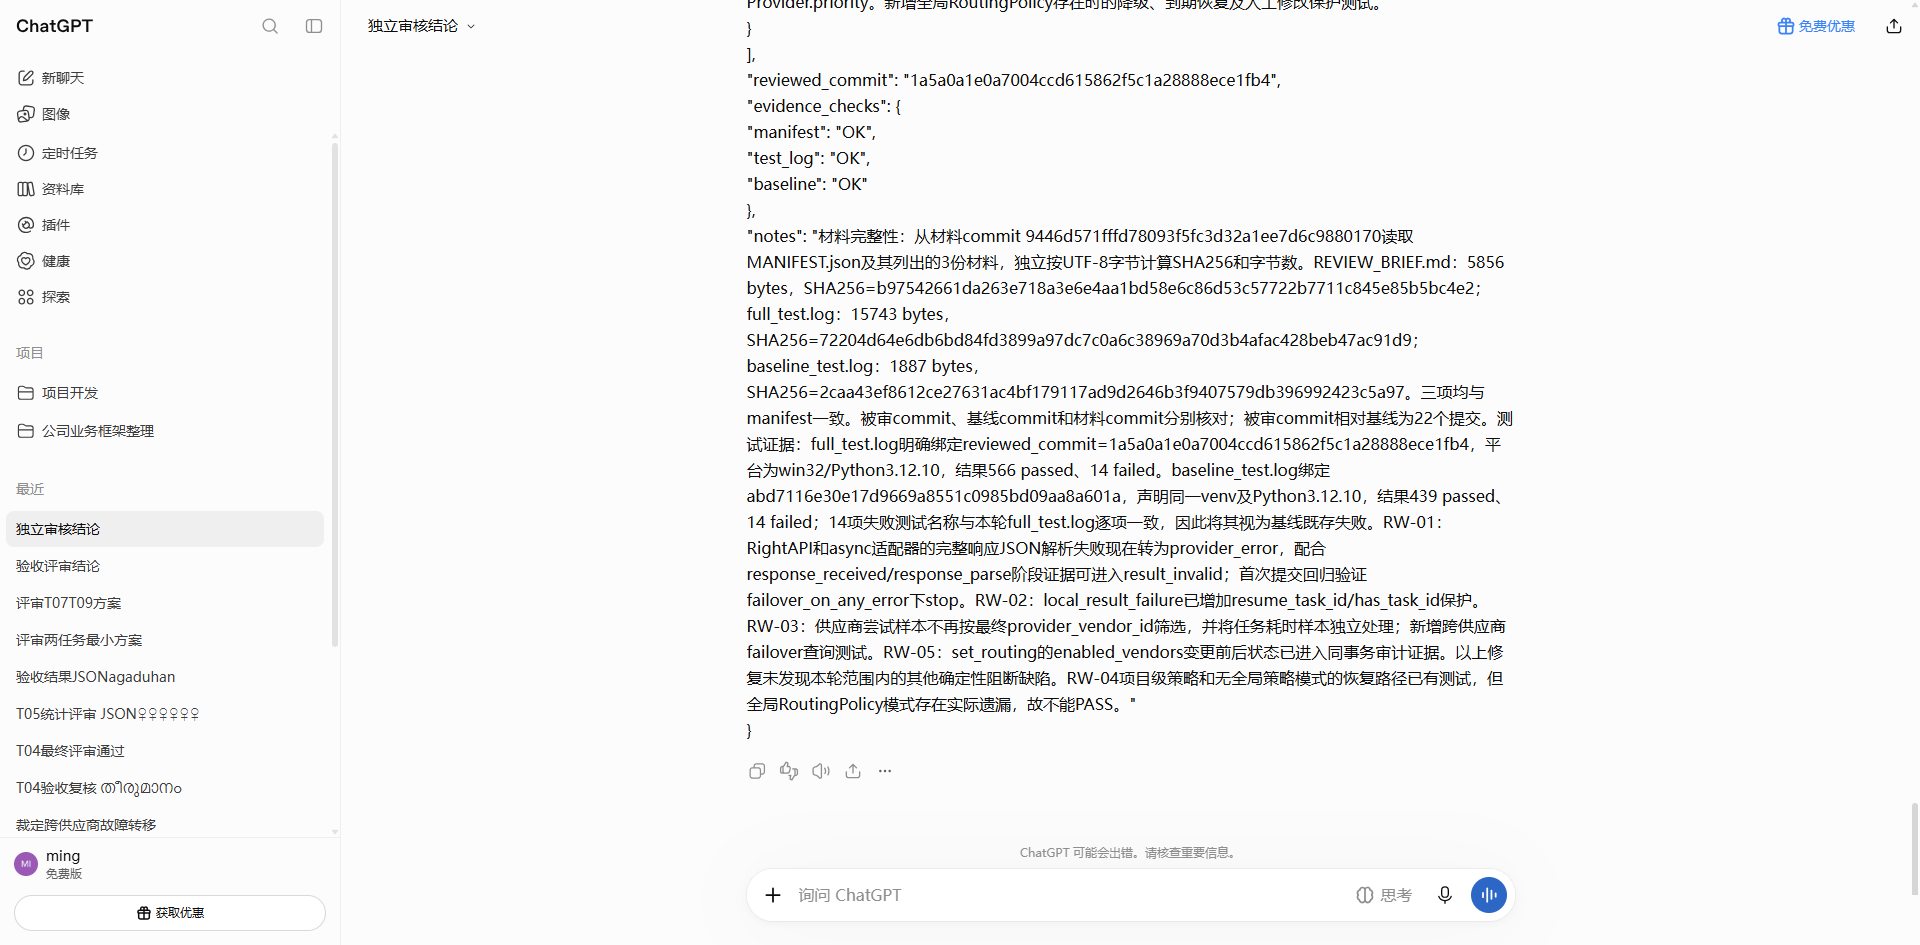 ChatGPT
新聊天
图像
定时任务
资料库
插件
健康
探索
项目
项目开发
公司业务框架整理
最近
独立审核结论
验收评审结论
评审T07T09方案
评审两任务最小方案
验收结果JSONagaduhan
T05统计评审 JSON♀♀♀♀♀♀
T04最终评审通过
T04验收复核 തീരുമാനം
裁定跨供应商故障转移
MI
ming
免费版
获取优惠
独立审核结论
免费优惠
Provider.priority。新增全局RoutingPolicy存在时的降级、到期恢复及人工修改保护测试。
}
],
"reviewed_commit": "1a5a0a1e0a7004ccd615862f5c1a28888ece1fb4",
"evidence_checks": {
"manifest": "OK",
"test_log": "OK",
"baseline": "OK"
},
"notes": "材料完整性：从材料commit 9446d571fffd78093f5fc3d32a1ee7d6c9880170读取
MANIFEST.json及其列出的3份材料，独立按UTF-8字节计算SHA256和字节数。REVIEW_BRIEF.md：5856
bytes，SHA256=b97542661da263e718a3e6e4aa1bd58e6c86d53c57722b7711c845e85b5bc4e2；
full_test.log：15743 bytes，
SHA256=72204d64e6db6bd84fd3899a97dc7c0a6c38969a70d3b4afac428beb47ac91d9；
baseline_test.log：1887 bytes，
SHA256=2caa43ef8612ce27631ac4bf179117ad9d2646b3f9407579db396992423c5a97。三项均与
manifest一致。被审commit、基线commit和材料commit分别核对；被审commit相对基线为22个提交。测
试证据：full_test.log明确绑定reviewed_commit=1a5a0a1e0a7004ccd615862f5c1a28888ece1fb4，平
台为win32/Python3.12.10，结果566 passed、14 failed。baseline_test.log绑定
abd7116e30e17d9669a8551c0985bd09aa8a601a，声明同一venv及Python3.12.10，结果439 passed、
14 failed；14项失败测试名称与本轮full_test.log逐项一致，因此将其视为基线既存失败。RW-01：
RightAPI和async适配器的完整响应JSON解析失败现在转为provider_error，配合
response_received/response_parse阶段证据可进入result_invalid；首次提交回归验证
failover_on_any_error下stop。RW-02：local_result_failure已增加resume_task_id/has_task_id保护。
RW-03：供应商尝试样本不再按最终provider_vendor_id筛选，并将任务耗时样本独立处理；新增跨供应商
failover查询测试。RW-05：set_routing的enabled_vendors变更前后状态已进入同事务审计证据。以上修
复未发现本轮范围内的其他确定性阻断缺陷。RW-04项目级策略和无全局策略模式的恢复路径已有测试，但
全局RoutingPolicy模式存在实际遗漏，故不能PASS。"
}
ChatGPT 可能会出错。请核查重要信息。
询问 ChatGPT
思考